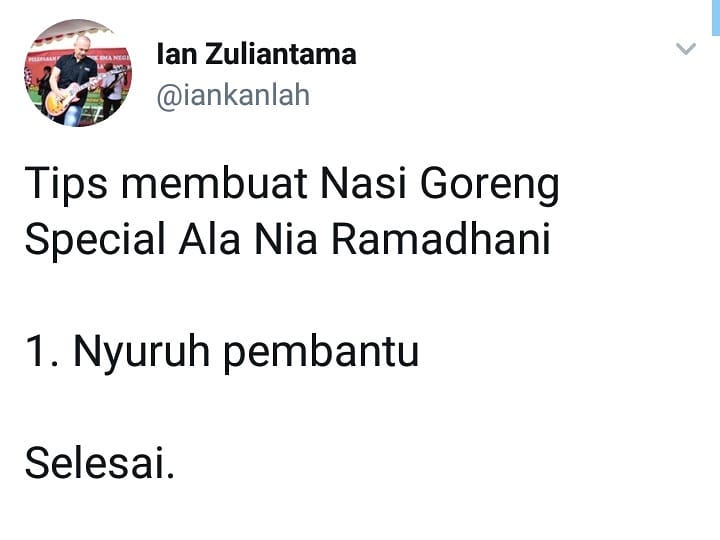 Ian Zuliantama
@iankanlah
Tips membuat Nasi Goreng
Special Ala Nia Ramadhani
1. Nyuruh pembantu
Selesai.